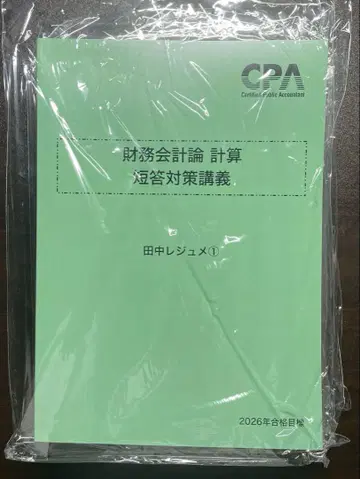 CPA
Certified Public Accountant
財務会計論 計算
短答対策講義
田中レジュメ①
2026年合格目標